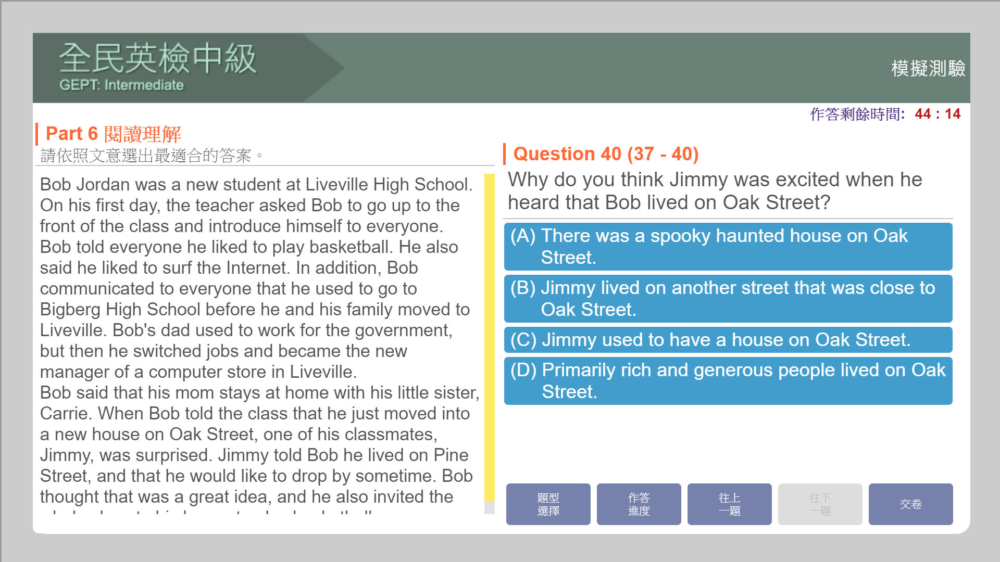 全民英檢中級
GEPT: Intermediate
模擬測驗
作答剩餘時間: 44 : 14
Part 6 閱讀理解
請依照文意選出最適合的答案。
Bob Jordan was a new student at Liveville High School.
On his first day, the teacher asked Bob to go up to the
front of the class and introduce himself to everyone.
Bob told everyone he liked to play basketball. He also
said he liked to surf the Internet. In addition, Bob
communicated to everyone that he used to go to
Bigberg High School before he and his family moved to
Liveville. Bob's dad used to work for the government,
but then he switched jobs and became the new
manager of a computer store in Liveville.
Bob said that his mom stays at home with his little sister,
Carrie. When Bob told the class that he just moved into
a new house on Oak Street, one of his classmates,
Jimmy, was surprised. Jimmy told Bob he lived on Pine
Street, and that he would like to drop by sometime. Bob
thought that was a great idea, and he also invited the
Question 40 (37 - 40)
Why do you think Jimmy was excited when he
heard that Bob lived on Oak Street?
(A) There was a spooky haunted house on Oak
Street.
(B) Jimmy lived on another street that was close to
Oak Street.
(C) Jimmy used to have a house on Oak Street.
(D) Primarily rich and generous people lived on Oak
Street.
題型
選擇
作答
進度
往上
一題
往下
一題
交卷